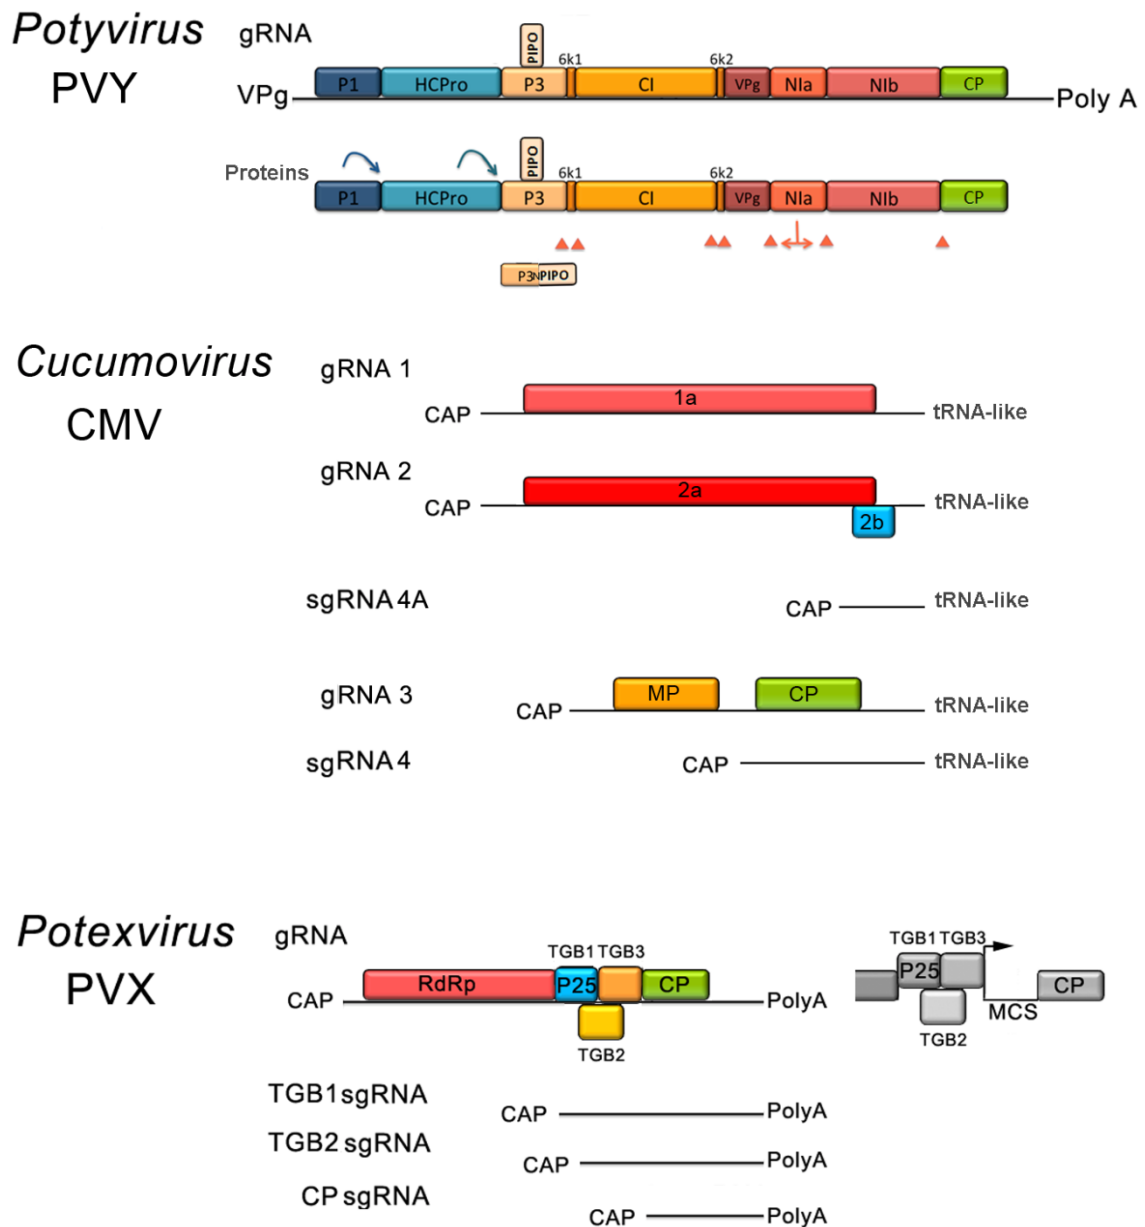 Potyvirus
PVY
gRNA
PIPO
6k1
6k2
P1 HCPro P3 CI VPg NIa NIb CP
VPg
Poly A
Proteins
PIPO
6k1
6k2
P1 HCPro P3 CI VPg NIa NIb CP
P3NPIPO
Cucumovirus
CMV
gRNA 1
1a
CAP
tRNA-like
gRNA 2
2a
CAP
tRNA-like
2b
sgRNA 4A
CAP
tRNA-like
gRNA 3
MP CP
CAP
tRNA-like
sgRNA 4
CAP
tRNA-like
Potexvirus
PVX
gRNA
TGB1 TGB3
RdRp P25 CP
CAP
PolyA
TGB2
TGB1 TGB3
P25 CP
MCS
TGB2
TGB1 sgRNA
CAP
PolyA
TGB2 sgRNA
CAP
PolyA
CP sgRNA
CAP
PolyA